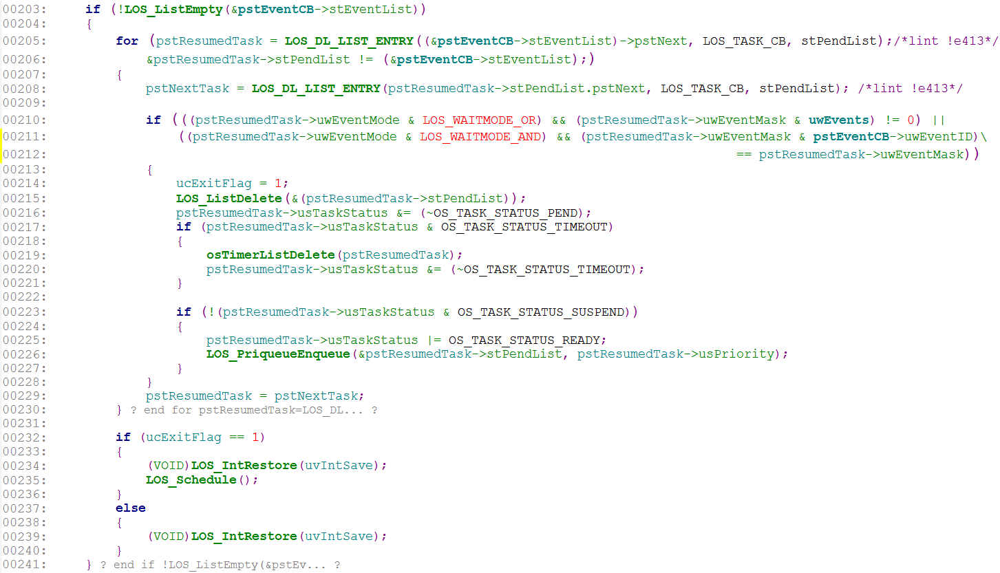 00203:     if (!LOS_ListEmpty(&pstEventCB->stEventList))
00204:     {
00205:         for (pstResumedTask = LOS_DL_LIST_ENTRY((&pstEventCB->stEventList)->pstNext, LOS_TASK_CB, stPendList);/*lint !e413*/
00206:             &pstResumedTask->stPendList != (&pstEventCB->stEventList);)
00207:         {
00208:             pstNextTask = LOS_DL_LIST_ENTRY(pstResumedTask->stPendList.pstNext, LOS_TASK_CB, stPendList); /*lint !e413*/
00209:
00210:             if (((pstResumedTask->uwEventMode & LOS_WAITMODE_OR) && (pstResumedTask->uwEventMask & uwEvents) != 0) ||
00211:                 ((pstResumedTask->uwEventMode & LOS_WAITMODE_AND) && (pstResumedTask->uwEventMask & pstEventCB->uwEventID)\
00212:                                                                                 == pstResumedTask->uwEventMask))
00213:             {
00214:                 ucExitFlag = 1;
00215:                 LOS_ListDelete(&(pstResumedTask->stPendList));
00216:                 pstResumedTask->usTaskStatus &= (~OS_TASK_STATUS_PEND);
00217:                 if (pstResumedTask->usTaskStatus & OS_TASK_STATUS_TIMEOUT)
00218:                 {
00219:                     osTimerListDelete(pstResumedTask);
00220:                     pstResumedTask->usTaskStatus &= (~OS_TASK_STATUS_TIMEOUT);
00221:                 }
00222:
00223:                 if (!(pstResumedTask->usTaskStatus & OS_TASK_STATUS_SUSPEND))
00224:                 {
00225:                     pstResumedTask->usTaskStatus |= OS_TASK_STATUS_READY;
00226:                     LOS_PriqueueEnqueue(&pstResumedTask->stPendList, pstResumedTask->usPriority);
00227:                 }
00228:             }
00229:             pstResumedTask = pstNextTask;
00230:         } ? end for pstResumedTask=LOS_DL... ?
00231:
00232:         if (ucExitFlag == 1)
00233:         {
00234:             (VOID)LOS_IntRestore(uvIntSave);
00235:             LOS_Schedule();
00236:         }
00237:         else
00238:         {
00239:             (VOID)LOS_IntRestore(uvIntSave);
00240:         }
00241:     } ? end if !LOS_ListEmpty(&pstEv... ?